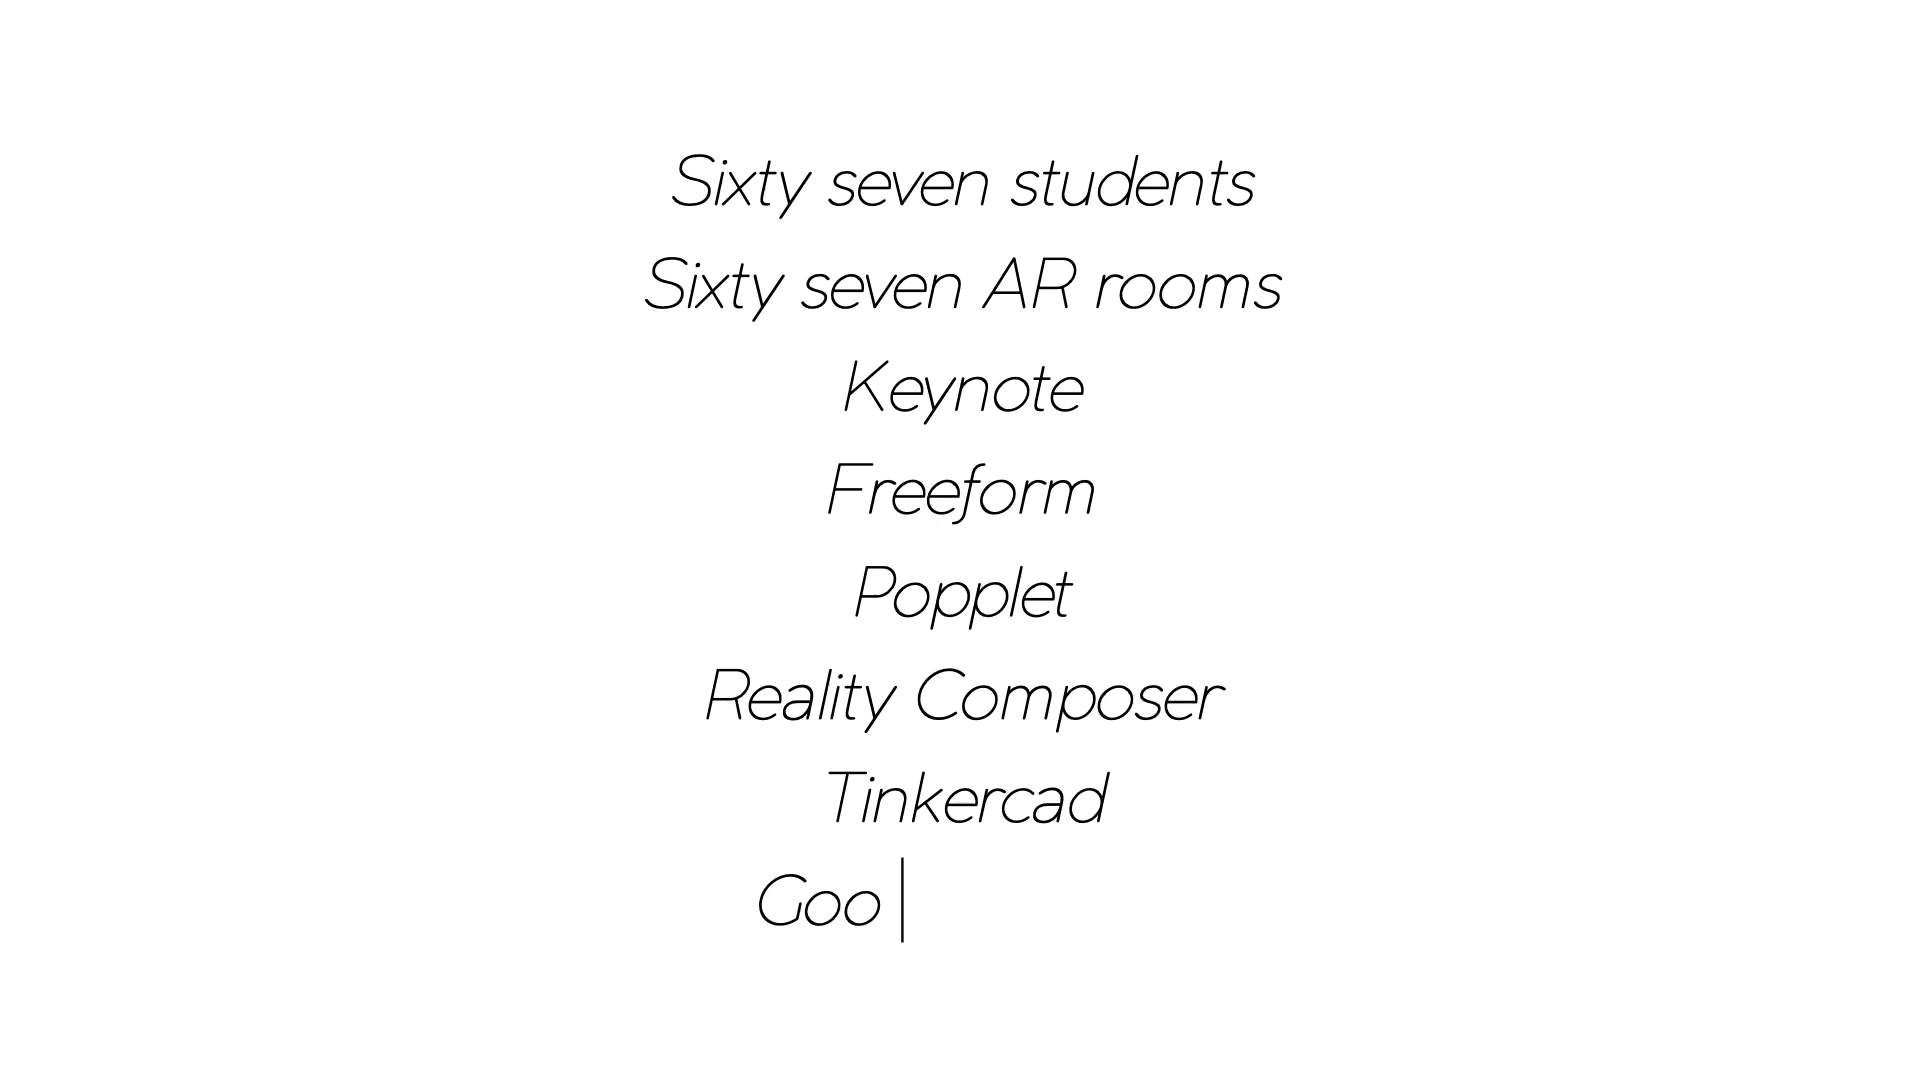 Sixty seven students
Sixty seven AR rooms
Keynote
Freeform
Popplet
Reality Composer
Tinkercad
Goo